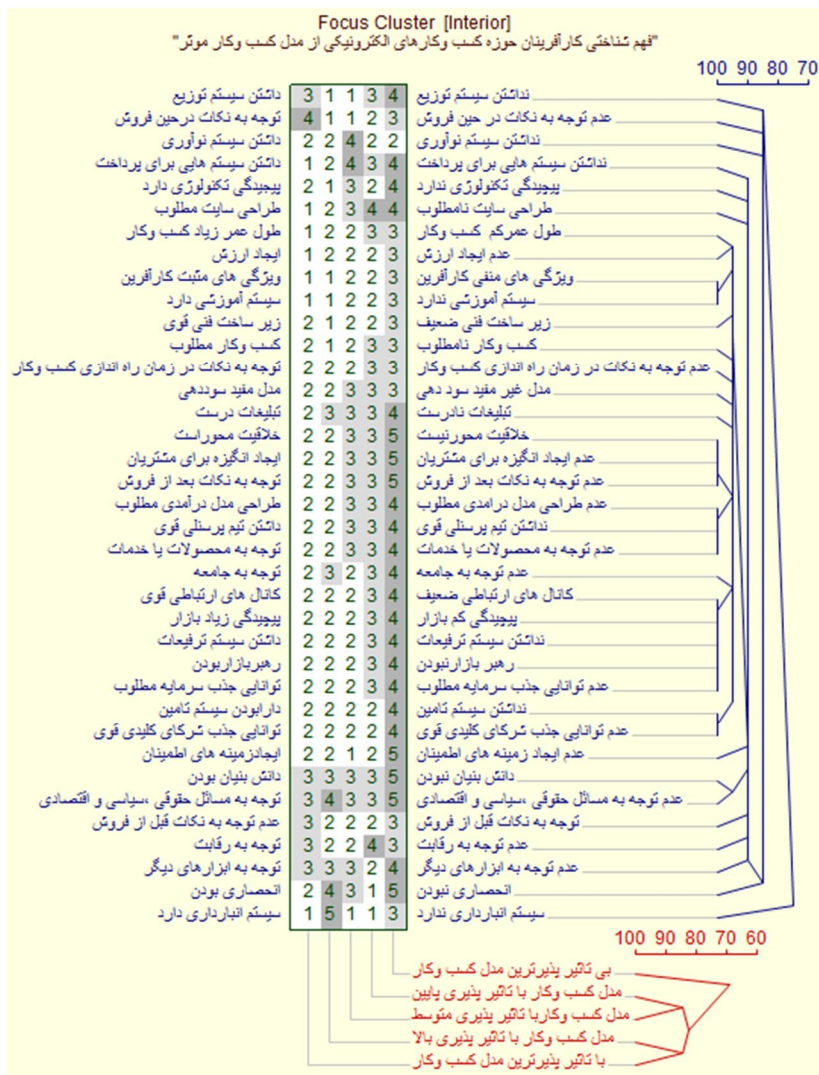 Focus Cluster [Interior]
"فهم شناختی کارآفرینان حوزه کسب وکارهای الکترونیکی از مدل کسب وکار موثر"
100 90 80 70
داشتن سیستم توزیع 3 1 1 3 4 نداشتن سیستم توزیع
توجه به نکات درحین فروش 4 1 1 2 3 عدم توجه به نکات در حین فروش
داشتن سیستم نوآوری 2 2 4 2 2 نداشتن سیستم نوآوری
داشتن سیستم هایی برای پرداخت 1 2 4 3 4 نداشتن سیستم هایی برای پرداخت
پیچیدگی تکنولوژی دارد 2 1 3 2 4 پیچیدگی تکنولوژی ندارد
طراحی سایت مطلوب 1 2 3 4 4 طراحی سایت نامطلوب
طول عمر زیاد کسب وکار 1 2 2 3 3 طول عمرکم کسب وکار
ایجاد ارزش 1 2 2 2 3 عدم ایجاد ارزش
ویژگی های مثبت کارآفرین 1 1 2 2 3 ویژگی های منفی کارآفرین
سیستم آموزشی دارد 1 1 2 2 3 سیستم آموزشی ندارد
زیر ساخت فنی قوی 2 1 2 2 3 زیر ساخت فنی ضعیف
کسب وکار مطلوب 2 1 2 3 3 کسب وکار نامطلوب
توجه به نکات در زمان راه اندازی کسب وکار 2 2 2 3 3 عدم توجه به نکات در زمان راه اندازی کسب وکار
مدل مفید سوددهی 2 2 3 3 3 مدل غیر مفید سود دهی
تبلیغات درست 2 3 3 3 4 تبلیغات نادرست
خلاقیت محوراست 2 2 3 3 5 خلاقیت محورنیست
ایجاد انگیزه برای مشتریان 2 2 3 3 5 عدم ایجاد انگیزه برای مشتریان
توجه به نکات بعد از فروش 2 2 3 3 5 عدم توجه به نکات بعد از فروش
طراحی مدل درآمدی مطلوب 2 2 3 3 4 عدم طراحی مدل درامدی مطلوب
داشتن تیم پرسنلی قوی 2 2 3 3 4 نداشتن تیم پرسنلی قوی
توجه به محصولات یا خدمات 2 2 3 3 4 عدم توجه به محصولات یا خدمات
توجه به جامعه 2 3 2 3 4 عدم توجه به جامعه
کانال های ارتباطی قوی 2 2 2 3 4 کانال های ارتباطی ضعیف
پیچیدگی زیاد بازار 2 2 2 3 4 پیچیدگی کم بازار
داشتن سیستم ترفیعات 2 2 2 3 4 نداشتن سیستم ترفیعات
رهبربازاربودن 2 2 2 3 4 رهبر بازارنبودن
توانایی جذب سرمایه مطلوب 2 2 2 3 4 عدم توانایی جذب سرمایه مطلوب
دارابودن سیستم تامین 2 2 2 2 4 نداشتن سیستم تامین
توانایی جذب شرکای کلیدی قوی 2 2 2 2 4 عدم توانایی جذب شرکای کلیدی قوی
ایجادزمینه های اطمینان 2 2 1 2 5 عدم ایجاد زمینه های اطمینان
دانش بنیان بودن 3 3 3 3 5 دانش بنیان نبودن
توجه به مسائل حقوقی ،سیاسی و اقتصادی 3 4 3 3 5 عدم توجه به مسائل حقوقی ،سیاسی و اقتصادی
عدم توجه به نکات قبل از فروش 3 2 2 2 3 توجه به نکات قبل از فروش
توجه به رقابت 3 2 2 4 3 عدم توجه به رقابت
توجه به ابزارهای دیگر 3 3 3 2 4 عدم توجه به ابزارهای دیگر
انحصاری بودن 2 4 3 1 5 انحصاری نبودن
سیستم انبارداری دارد 1 5 1 1 3 سیستم انبارداری ندارد
100 90 80 70 60
بی تاثیر پذیرترین مدل کسب وکار
مدل کسب وکار با تاثیر پذیری پایین
مدل کسب وکاربا تاثیر پذیری متوسط
مدل کسب وکار با تاثیر پذیری بالا
با تاثیر پذیرترین مدل کسب وکار